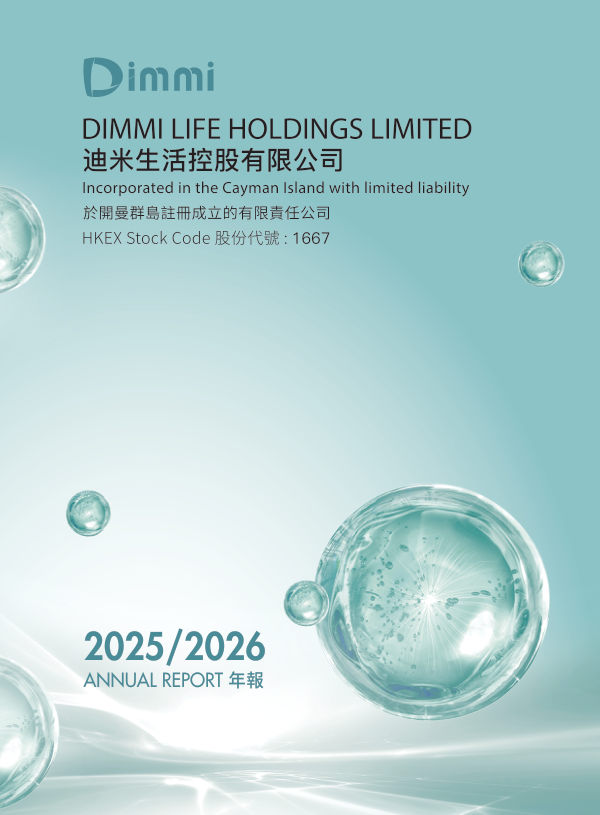 Dimmi
DIMMI LIFE HOLDINGS LIMITED
迪米生活控股有限公司
Incorporated in the Cayman Island with limited liability
於開曼群島註冊成立的有限責任公司
HKEX Stock Code 股份代號 : 1667
2025/2026
ANNUAL REPORT 年報